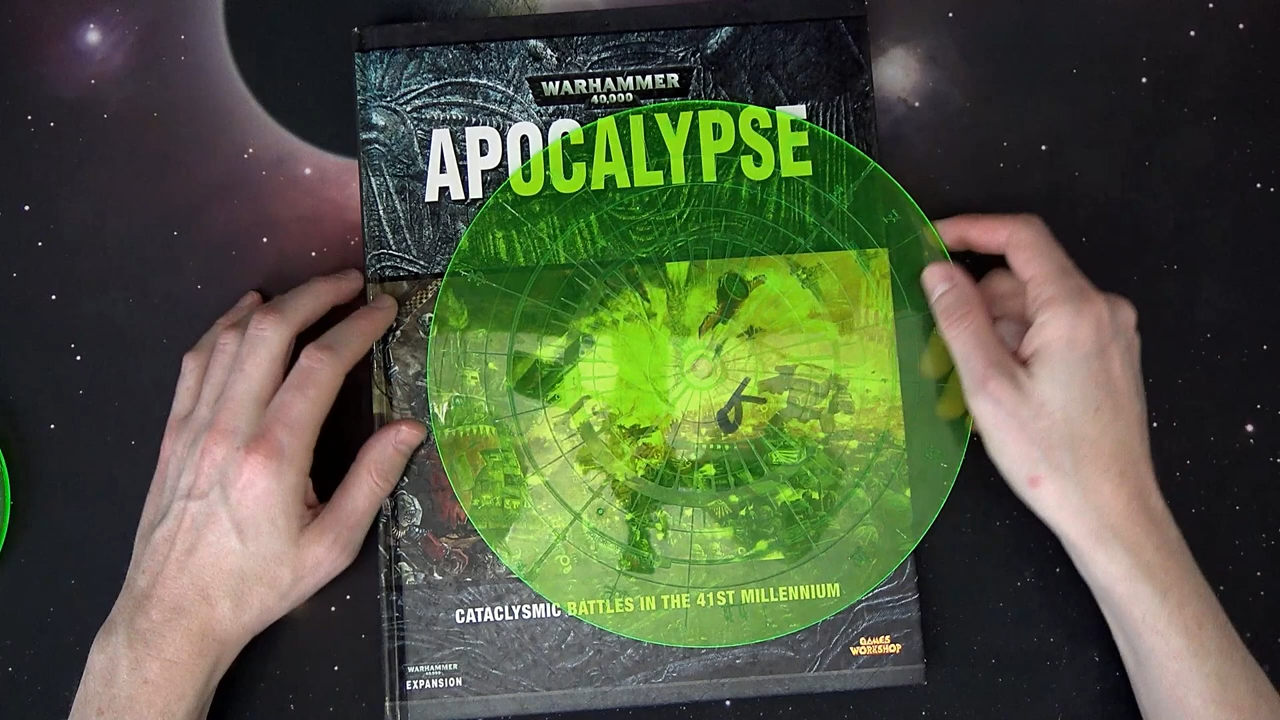 WARHAMMER
40,000
APOCALYPSE
CATACLYSMIC BATTLES IN THE 41ST MILLENNIUM
WARHAMMER
40,000
EXPANSION
GAMES
WORKSHOP